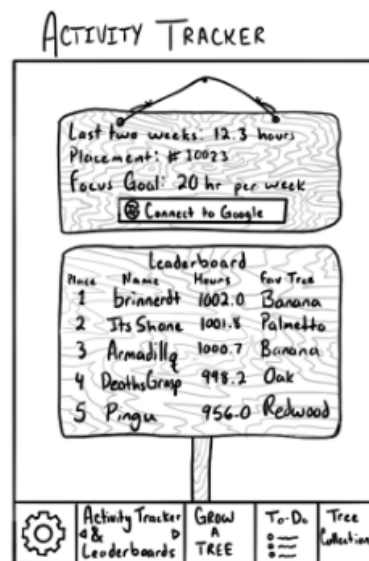 ACTIVITY TRACKER
Last two weeks: 12.3 hours
Placement: #10023
Focus Goal: 20 hr per week
Connect to Google
Leaderboard
Place Name Hours Fav Tree
1 brinnerdt 1002.0 Banana
2 Its Shane 1001.8 Palmetto
3 Armadillq 1000.7 Banana
4 DeathsGrasp 998.2 Oak
5 Pingu 956.0 Redwood
Activity Tracker
&
Leaderboards
GROW
A
TREE
To-Do
Tree
Collection